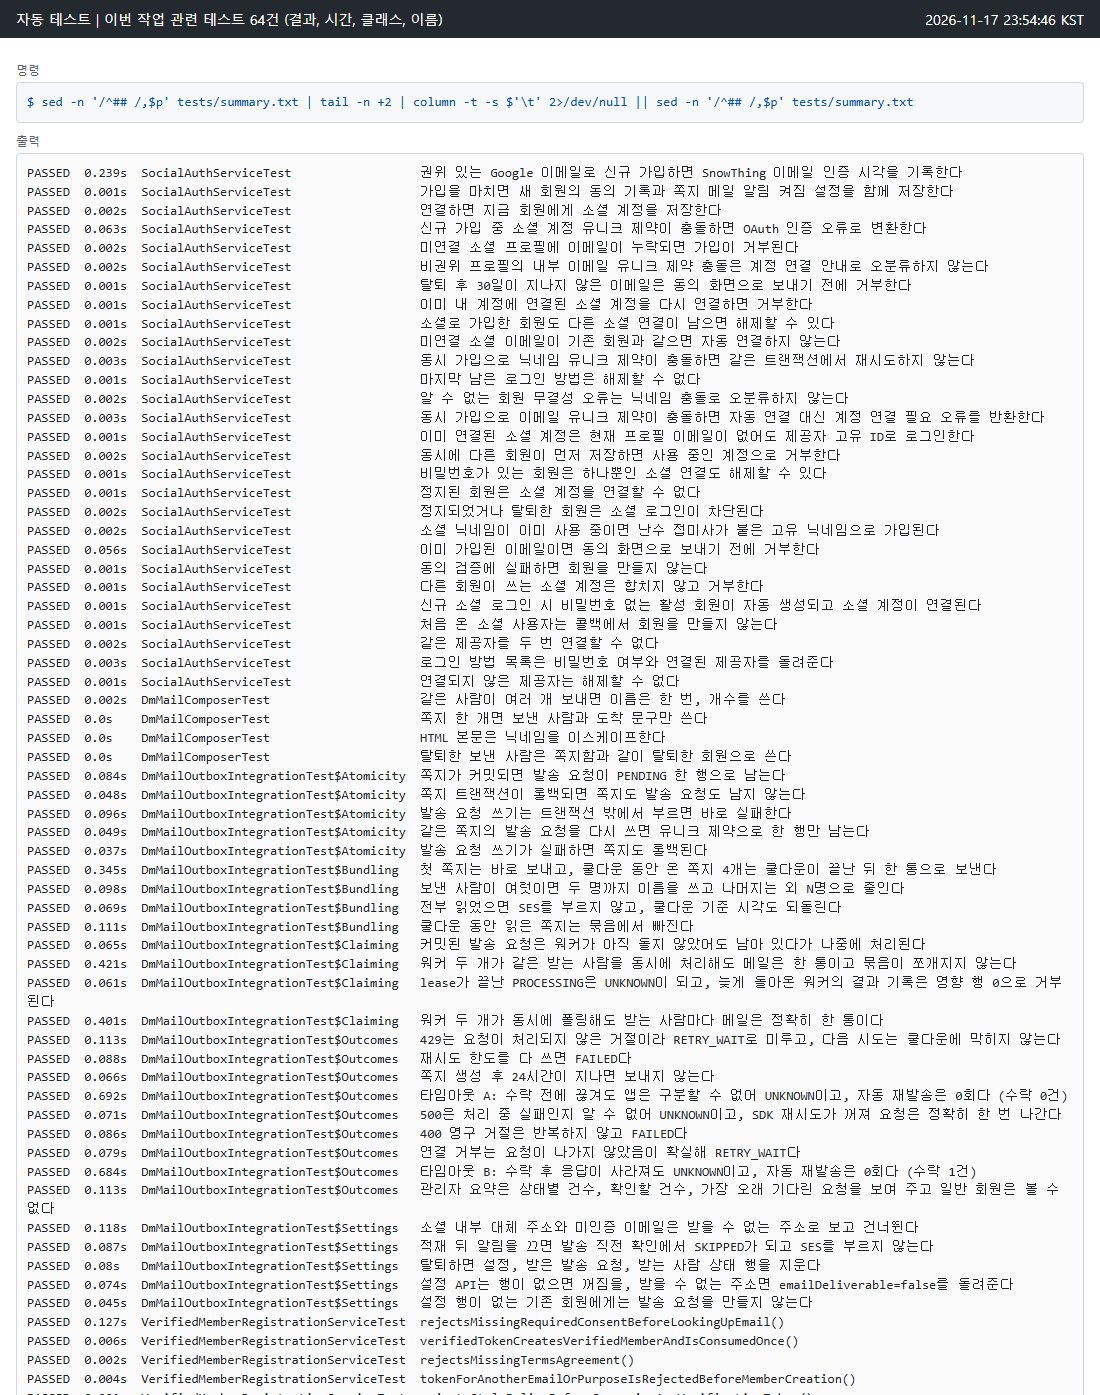 자동 테스트 | 이번 작업 관련 테스트 64건 (결과, 시간, 클래스, 이름)
2026-11-17 23:54:46 KST
명령
$ sed -n '/^## /,$p' tests/summary.txt | tail -n +2 | column -t -s $'\t' 2>/dev/null || sed -n '/^## /,$p' tests/summary.txt
출력
PASSED 0.239s SocialAuthServiceTest 권위 있는 Google 이메일로 신규 가입하면 SnowThing 이메일 인증 시각을 기록한다
PASSED 0.001s SocialAuthServiceTest 가입을 마치면 새 회원의 동의 기록과 쪽지 메일 알림 켜짐 설정을 함께 저장한다
PASSED 0.002s SocialAuthServiceTest 연결하면 지금 회원에게 소셜 계정을 저장한다
PASSED 0.063s SocialAuthServiceTest 신규 가입 중 소셜 계정 유니크 제약이 충돌하면 OAuth 인증 오류로 변환한다
PASSED 0.002s SocialAuthServiceTest 미연결 소셜 프로필에 이메일이 누락되면 가입이 거부된다
PASSED 0.002s SocialAuthServiceTest 비권위 프로필의 내부 이메일 유니크 제약 충돌은 계정 연결 안내로 오분류하지 않는다
PASSED 0.001s SocialAuthServiceTest 탈퇴 후 30일이 지나지 않은 이메일은 동의 화면으로 보내기 전에 거부한다
PASSED 0.001s SocialAuthServiceTest 이미 내 계정에 연결된 소셜 계정을 다시 연결하면 거부한다
PASSED 0.001s SocialAuthServiceTest 소셜로 가입한 회원도 다른 소셜 연결이 남으면 해제할 수 있다
PASSED 0.002s SocialAuthServiceTest 미연결 소셜 이메일이 기존 회원과 같으면 자동 연결하지 않는다
PASSED 0.003s SocialAuthServiceTest 동시 가입으로 닉네임 유니크 제약이 충돌하면 같은 트랜잭션에서 재시도하지 않는다
PASSED 0.001s SocialAuthServiceTest 마지막 남은 로그인 방법은 해제할 수 없다
PASSED 0.002s SocialAuthServiceTest 알 수 없는 회원 무결성 오류는 닉네임 충돌로 오분류하지 않는다
PASSED 0.003s SocialAuthServiceTest 동시 가입으로 이메일 유니크 제약이 충돌하면 자동 연결 대신 계정 연결 필요 오류를 반환한다
PASSED 0.001s SocialAuthServiceTest 이미 연결된 소셜 계정은 현재 프로필 이메일이 없어도 제공자 고유 ID로 로그인한다
PASSED 0.002s SocialAuthServiceTest 동시에 다른 회원이 먼저 저장하면 사용 중인 계정으로 거부한다
PASSED 0.001s SocialAuthServiceTest 비밀번호가 있는 회원은 하나뿐인 소셜 연결도 해제할 수 있다
PASSED 0.001s SocialAuthServiceTest 정지된 회원은 소셜 계정을 연결할 수 없다
PASSED 0.002s SocialAuthServiceTest 정지되었거나 탈퇴한 회원은 소셜 로그인이 차단된다
PASSED 0.002s SocialAuthServiceTest 소셜 닉네임이 이미 사용 중이면 난수 접미사가 붙은 고유 닉네임으로 가입된다
PASSED 0.056s SocialAuthServiceTest 이미 가입된 이메일이면 동의 화면으로 보내기 전에 거부한다
PASSED 0.001s SocialAuthServiceTest 동의 검증에 실패하면 회원을 만들지 않는다
PASSED 0.001s SocialAuthServiceTest 다른 회원이 쓰는 소셜 계정은 합치지 않고 거부한다
PASSED 0.001s SocialAuthServiceTest 신규 소셜 로그인 시 비밀번호 없는 활성 회원이 자동 생성되고 소셜 계정이 연결된다
PASSED 0.001s SocialAuthServiceTest 처음 온 소셜 사용자는 콜백에서 회원을 만들지 않는다
PASSED 0.002s SocialAuthServiceTest 같은 제공자를 두 번 연결할 수 없다
PASSED 0.003s SocialAuthServiceTest 로그인 방법 목록은 비밀번호 여부와 연결된 제공자를 돌려준다
PASSED 0.001s SocialAuthServiceTest 연결되지 않은 제공자는 해제할 수 없다
PASSED 0.002s DmMailComposerTest 같은 사람이 여러 개 보내면 이름은 한 번, 개수를 쓴다
PASSED 0.0s DmMailComposerTest 쪽지 한 개면 보낸 사람과 도착 문구만 쓴다
PASSED 0.0s DmMailComposerTest HTML 본문은 닉네임을 이스케이프한다
PASSED 0.0s DmMailComposerTest 탈퇴한 보낸 사람은 쪽지함과 같이 탈퇴한 회원으로 쓴다
PASSED 0.084s DmMailOutboxIntegrationTest$Atomicity 쪽지가 커밋되면 발송 요청이 PENDING 한 행으로 남는다
PASSED 0.048s DmMailOutboxIntegrationTest$Atomicity 쪽지 트랜잭션이 롤백되면 쪽지도 발송 요청도 남지 않는다
PASSED 0.096s DmMailOutboxIntegrationTest$Atomicity 발송 요청 쓰기는 트랜잭션 밖에서 부르면 바로 실패한다
PASSED 0.049s DmMailOutboxIntegrationTest$Atomicity 같은 쪽지의 발송 요청을 다시 쓰면 유니크 제약으로 한 행만 남는다
PASSED 0.037s DmMailOutboxIntegrationTest$Atomicity 발송 요청 쓰기가 실패하면 쪽지도 롤백된다
PASSED 0.345s DmMailOutboxIntegrationTest$Bundling 첫 쪽지는 바로 보내고, 쿨다운 동안 온 쪽지 4개는 쿨다운이 끝난 뒤 한 통으로 보낸다
PASSED 0.098s DmMailOutboxIntegrationTest$Bundling 보낸 사람이 여럿이면 두 명까지 이름을 쓰고 나머지는 외 N명으로 줄인다
PASSED 0.069s DmMailOutboxIntegrationTest$Bundling 전부 읽었으면 SES를 부르지 않고, 쿨다운 기준 시각도 되돌린다
PASSED 0.111s DmMailOutboxIntegrationTest$Bundling 쿨다운 동안 읽은 쪽지는 묶음에서 빠진다
PASSED 0.065s DmMailOutboxIntegrationTest$Claiming 커밋된 발송 요청은 워커가 아직 돌지 않았어도 남아 있다가 나중에 처리된다
PASSED 0.421s DmMailOutboxIntegrationTest$Claiming 워커 두 개가 같은 받는 사람을 동시에 처리해도 메일은 한 통이고 묶음이 쪼개지지 않는다
PASSED 0.061s DmMailOutboxIntegrationTest$Claiming lease가 끝난 PROCESSING은 UNKNOWN이 되고, 늦게 돌아온 워커의 결과 기록은 영향 행 0으로 거부
된다
PASSED 0.401s DmMailOutboxIntegrationTest$Claiming 워커 두 개가 동시에 폴링해도 받는 사람마다 메일은 정확히 한 통이다
PASSED 0.113s DmMailOutboxIntegrationTest$Outcomes 429는 요청이 처리되지 않은 거절이라 RETRY_WAIT로 미루고, 다음 시도는 쿨다운에 막히지 않는다
PASSED 0.088s DmMailOutboxIntegrationTest$Outcomes 재시도 한도를 다 쓰면 FAILED다
PASSED 0.066s DmMailOutboxIntegrationTest$Outcomes 쪽지 생성 후 24시간이 지나면 보내지 않는다
PASSED 0.692s DmMailOutboxIntegrationTest$Outcomes 타임아웃 A: 수락 전에 끊겨도 앱은 구분할 수 없어 UNKNOWN이고, 자동 재발송은 0회다 (수락 0건)
PASSED 0.071s DmMailOutboxIntegrationTest$Outcomes 500은 처리 중 실패인지 알 수 없어 UNKNOWN이고, SDK 재시도가 꺼져 요청은 정확히 한 번 나간다
PASSED 0.086s DmMailOutboxIntegrationTest$Outcomes 400 영구 거절은 반복하지 않고 FAILED다
PASSED 0.079s DmMailOutboxIntegrationTest$Outcomes 연결 거부는 요청이 나가지 않았음이 확실해 RETRY_WAIT다
PASSED 0.684s DmMailOutboxIntegrationTest$Outcomes 타임아웃 B: 수락 후 응답이 사라져도 UNKNOWN이고, 자동 재발송은 0회다 (수락 1건)
PASSED 0.113s DmMailOutboxIntegrationTest$Outcomes 관리자 요약은 상태별 건수, 확인할 건수, 가장 오래 기다린 요청을 보여 주고 일반 회원은 볼 수
없다
PASSED 0.118s DmMailOutboxIntegrationTest$Settings 소셜 내부 대체 주소와 미인증 이메일은 받을 수 없는 주소로 보고 건너뛴다
PASSED 0.087s DmMailOutboxIntegrationTest$Settings 적재 뒤 알림을 끄면 발송 직전 확인에서 SKIPPED가 되고 SES를 부르지 않는다
PASSED 0.08s DmMailOutboxIntegrationTest$Settings 탈퇴하면 설정, 받은 발송 요청, 받는 사람 상태 행을 지운다
PASSED 0.074s DmMailOutboxIntegrationTest$Settings 설정 API는 행이 없으면 꺼짐을, 받을 수 없는 주소면 emailDeliverable=false를 돌려준다
PASSED 0.045s DmMailOutboxIntegrationTest$Settings 설정 행이 없는 기존 회원에게는 발송 요청을 만들지 않는다
PASSED 0.127s VerifiedMemberRegistrationServiceTest rejectsMissingRequiredConsentBeforeLookingUpEmail()
PASSED 0.006s VerifiedMemberRegistrationServiceTest verifiedTokenCreatesVerifiedMemberAndIsConsumedOnce()
PASSED 0.002s VerifiedMemberRegistrationServiceTest rejectsMissingTermsAgreement()
PASSED 0.004s VerifiedMemberRegistrationServiceTest tokenForAnotherEmailOrPurposeIsRejectedBeforeMemberCreation()